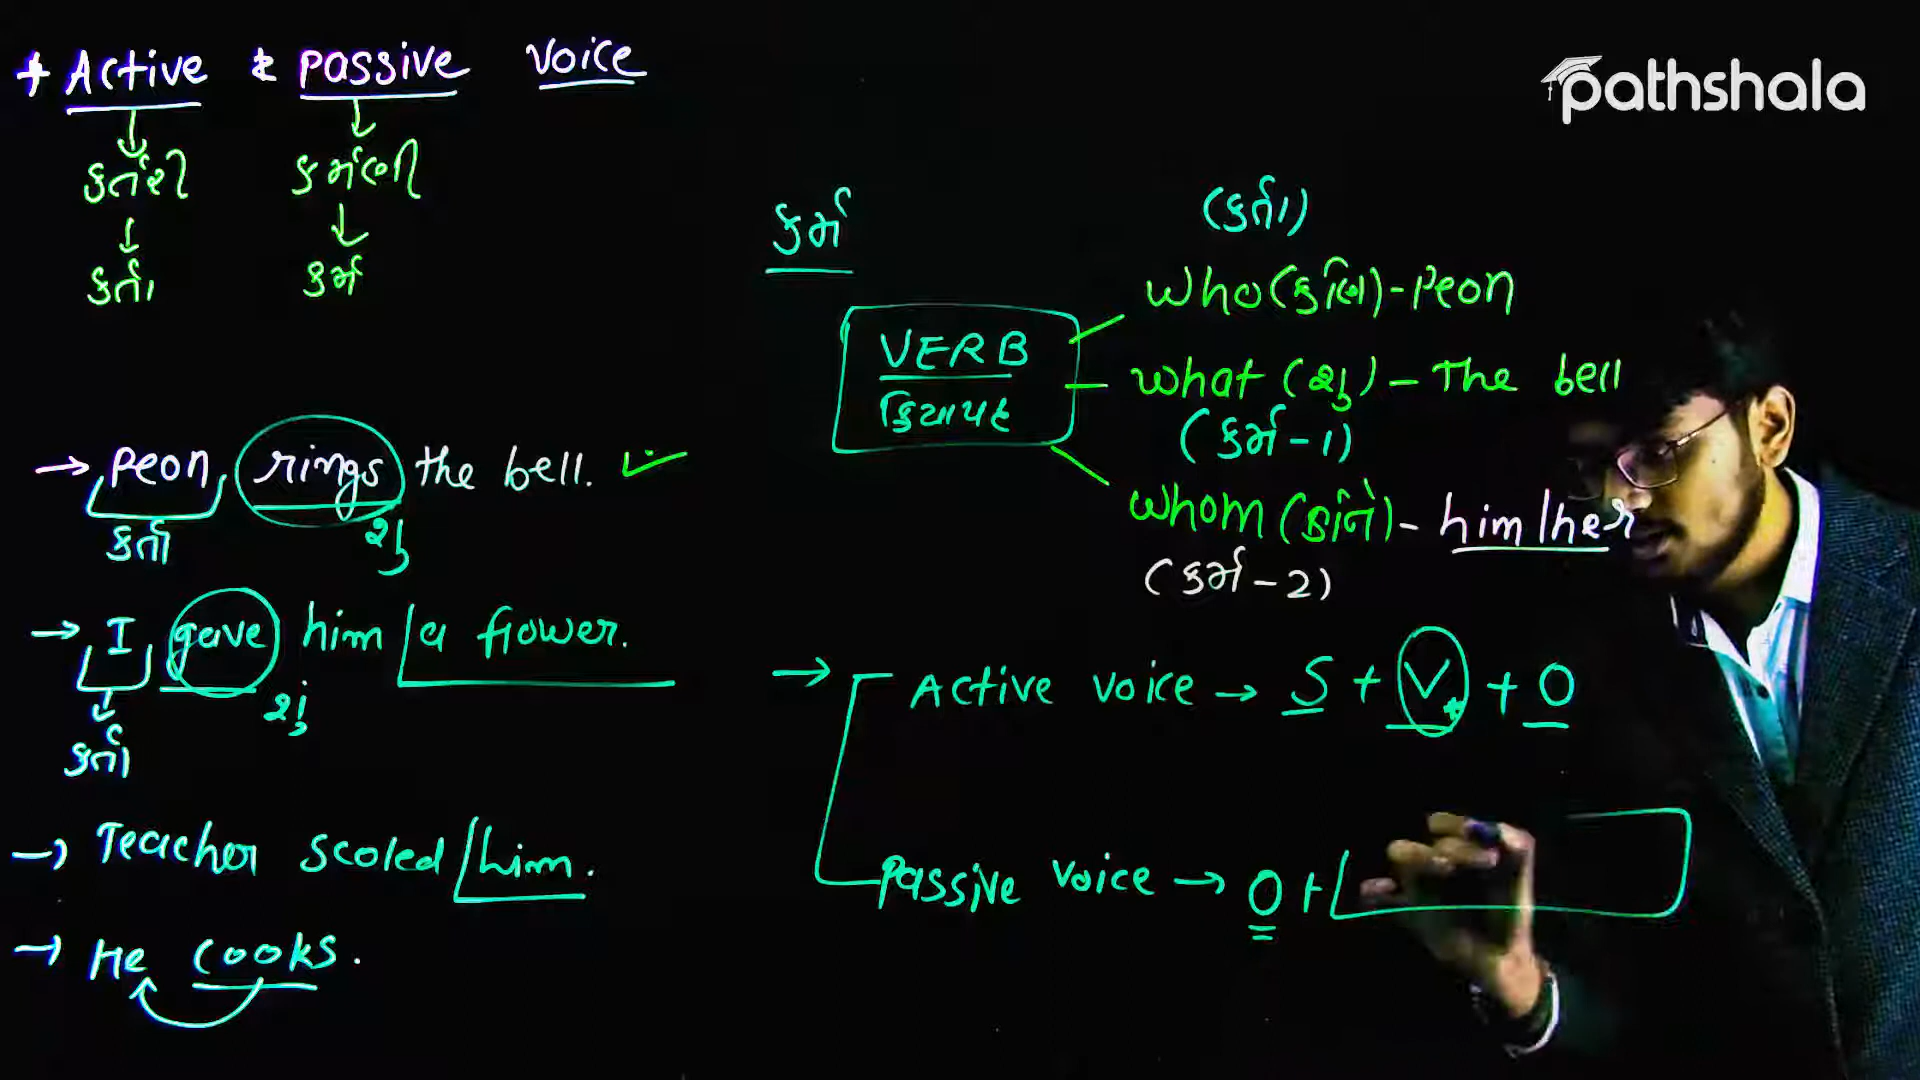 + Active & Passive Voice
કર્તરી
કર્મણી
કર્તા
કર્મ
→ Peon rings the bell. ✓
કર્તા
શું
→ I gave him / a flower.
શું
કર્તા
→ Teacher scoled / him.
→ He cooks.
pathshala
કર્મ
(કર્તા)
VERB
ક્રિયાપદ
Who (કોણ) - Peon
What (શું) - The bell
(કર્મ - 1)
Whom (કોને) - him/her
(કર્મ - 2)
→ Active Voice → S + V + O
Passive Voice → O +